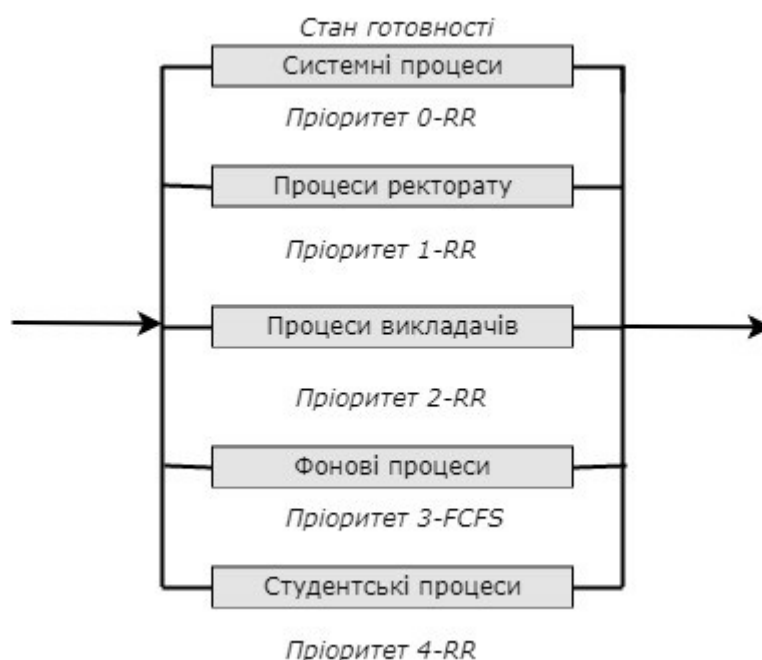 Стан готовності
Системні процеси
Пріоритет 0-RR
Процеси ректорату
Пріоритет 1-RR
Процеси викладачів
Пріоритет 2-RR
Фонові процеси
Пріоритет 3-FCFS
Студентські процеси
Пріоритет 4-RR